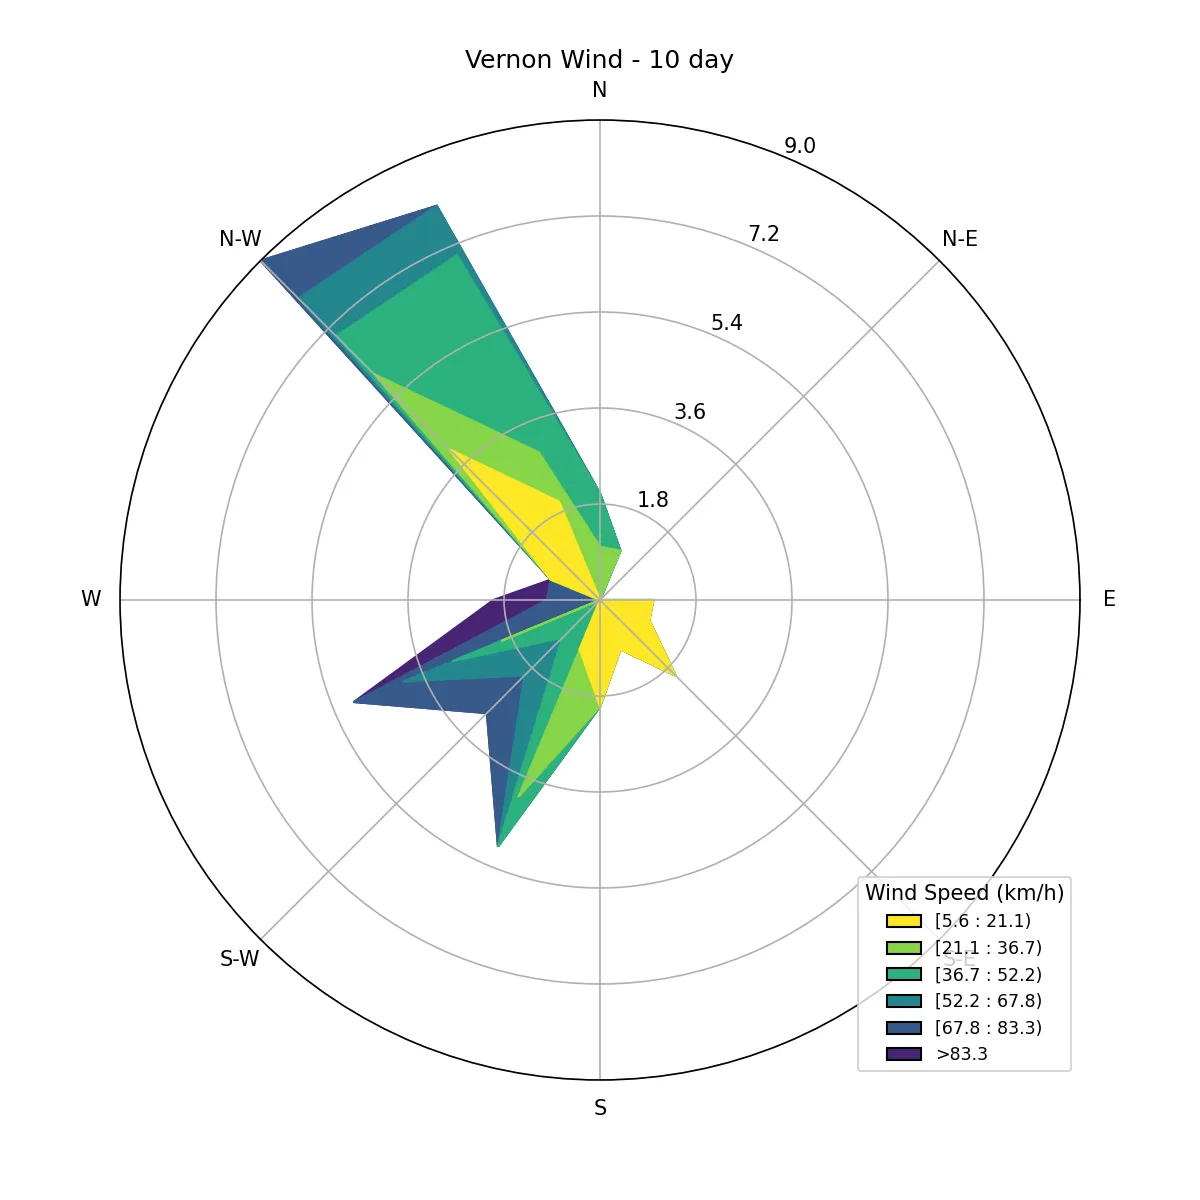 Vernon Wind - 10 day
N
9.0
N-W
N-E
7.2
5.4
3.6
1.8
W
E
S-W
S-E
S
Wind Speed (km/h)
[5.6 : 21.1)
[21.1 : 36.7)
[36.7 : 52.2)
[52.2 : 67.8)
[67.8 : 83.3)
>83.3